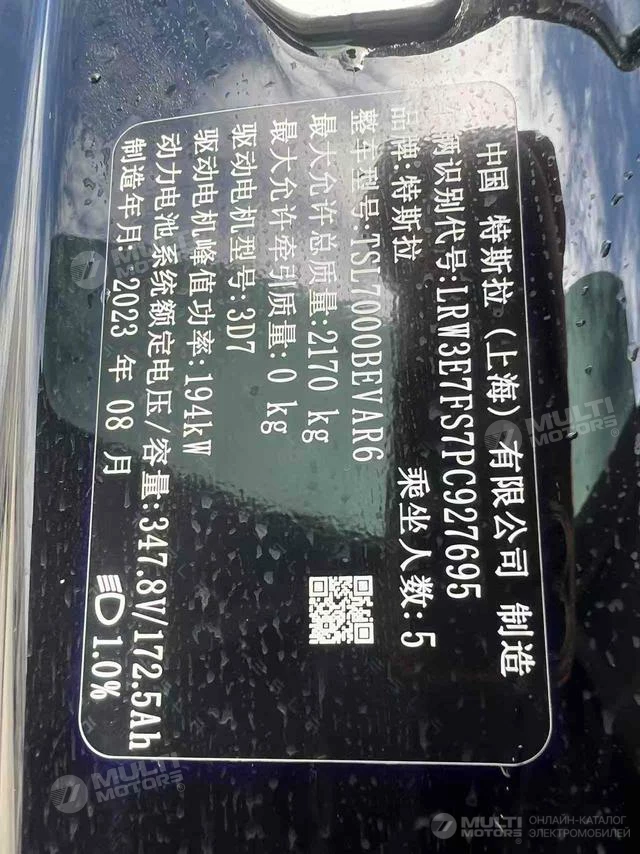 中国 特斯拉 (上海) 有限公司 制造
车辆识别代号:LRW3E7FS7PC927695
品牌:特斯拉 乘坐人数:5
整车型号:TSL7000BEVAR6
最大允许总质量:2170 kg
最大允许牵引质量:0 kg
驱动电机型号:3D7
驱动电机峰值功率:194kW
动力电池系统额定电压/容量:347.8V/172.5Ah
制造年月: 2023 年 08 月
1.0%
MULTI MOTORS
MULTI MOTORS
MULTI MOTORS
MULTI MOTORS
ОНЛАЙН-КАТАЛОГ
ЭЛЕКТРОМОБИЛЕЙ